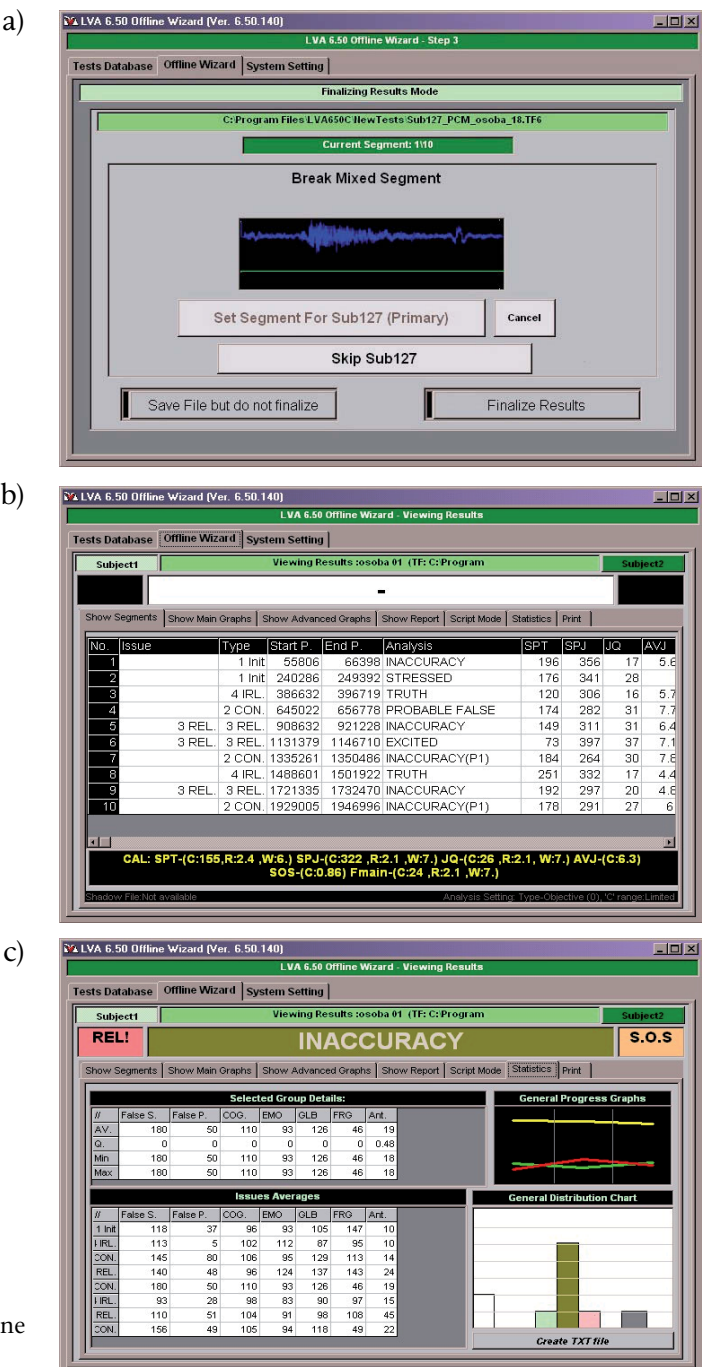 a)
LVA 6.50 Offline Wizard (Ver. 6.50.140)
LVA 6.50 Offline Wizard - Step 3
Tests Database Offline Wizard System Setting
Finalizing Results Mode
C:\Program Files\LVA650C\NewTests\Sub127_PCM_osoba_18.TF6
Current Segment: 1\10
Break Mixed Segment
Set Segment For Sub127 (Primary) Cancel
Skip Sub127
Save File but do not finalize Finalize Results
b)
LVA 6.50 Offline Wizard (Ver. 6.50.140)
LVA 6.50 Offline Wizard - Viewing Results
Tests Database Offline Wizard System Setting
Subject1 Viewing Results :osoba 01 (TF: C:\Program Subject2
-
Show Segments Show Main Graphs Show Advanced Graphs Show Report Script Mode Statistics Print
No. Issue Type Start P. End P. Analysis SPT SPJ JQ AVJ
1 1 Init 55806 66398 INACCURACY 196 356 17 5.6
2 1 Init 240286 249392 STRESSED 176 341 28
3 4 IRL. 386632 396719 TRUTH 120 306 16 5.7
4 2 CON. 645022 656778 PROBABLE FALSE 174 282 31 7.7
5 3 REL. 3 REL. 908632 921228 INACCURACY 149 311 31 6.4
6 3 REL. 3 REL. 1131379 1146710 EXCITED 73 397 37 7.1
7 2 CON. 1335261 1350486 INACCURACY(P1) 184 264 30 7.8
8 4 IRL. 1488601 1501922 TRUTH 251 332 17 4.4
9 3 REL. 3 REL. 1721335 1732470 INACCURACY 192 297 20 4.8
10 2 CON. 1929005 1946996 INACCURACY(P1) 178 291 27 6
CAL: SPT-(C:155,R:2.4 ,W:6.) SPJ-(C:322 ,R:2.1 ,W:7.) JQ-(C:26 ,R:2.1, W:7.) AVJ-(C:6.3)
SOS-(C:0.86) Fmain-(C:24 ,R:2.1 ,W:7.)
Shadow File:Not available Analysis Setting: Type-Objective (0), 'C' range:Limited
c)
LVA 6.50 Offline Wizard (Ver. 6.50.140)
LVA 6.50 Offline Wizard - Viewing Results
Tests Database Offline Wizard System Setting
Subject1 Viewing Results :osoba 01 (TF: C:\Program Subject2
REL! INACCURACY S.O.S
Show Segments Show Main Graphs Show Advanced Graphs Show Report Script Mode Statistics Print
Selected Group Details: General Progress Graphs
// False S. False P. COG. EMO GLB FRG Ant.
AV. 180 50 110 93 126 46 19
Q. 0 0 0 0 0 0 0.48
Min 180 50 110 93 126 46 18
Max 180 50 110 93 126 46 18
Issues Averages General Distribution Chart
// False S. False P. COG. EMO GLB FRG Ant.
1 Init 118 37 96 93 105 147 10
IRL. 113 5 102 112 87 95 10
CON. 145 80 106 95 129 113 14
REL. 140 48 96 124 137 143 24
CON. 180 50 110 93 126 46 19
IRL. 93 28 98 83 90 97 15
REL. 110 51 104 91 98 108 45
CON. 156 49 105 94 118 49 22
ne
Create TXT file